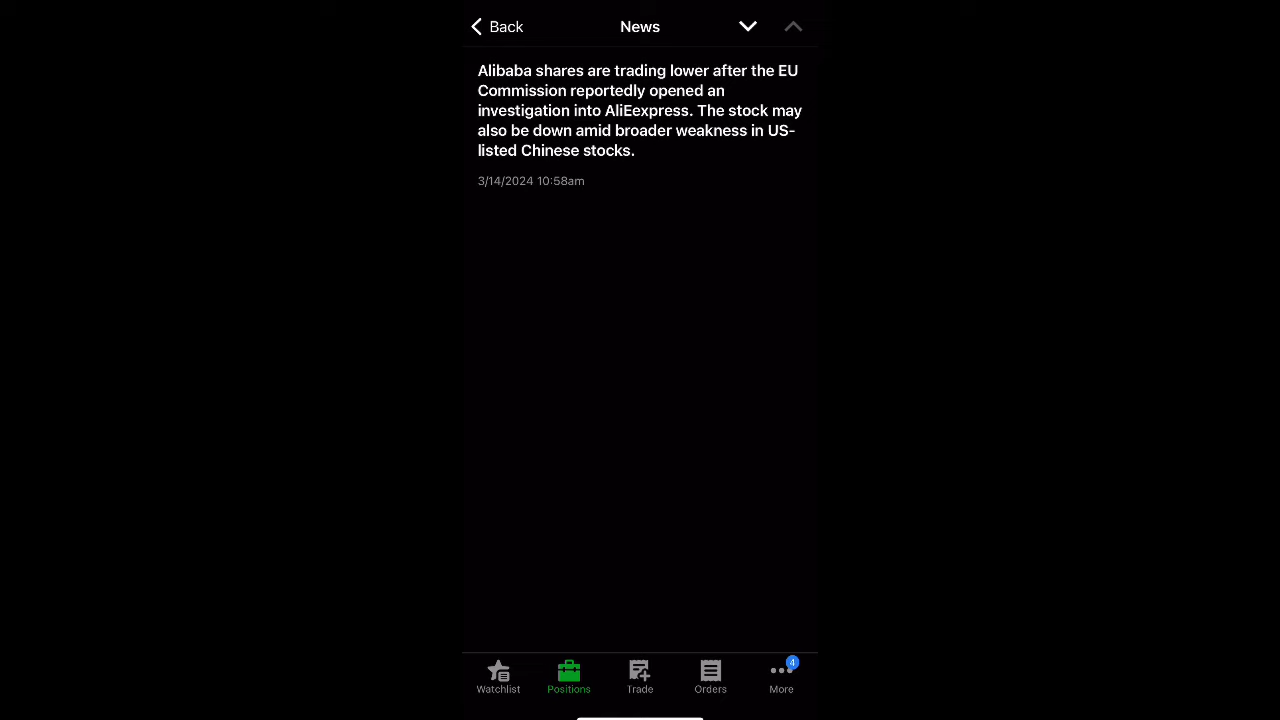 Back
News
Alibaba shares are trading lower after the EU
Commission reportedly opened an
investigation into AliEexpress. The stock may
also be down amid broader weakness in US-
listed Chinese stocks.
3/14/2024 10:58am
4
Watchlist
Positions
Trade
Orders
More